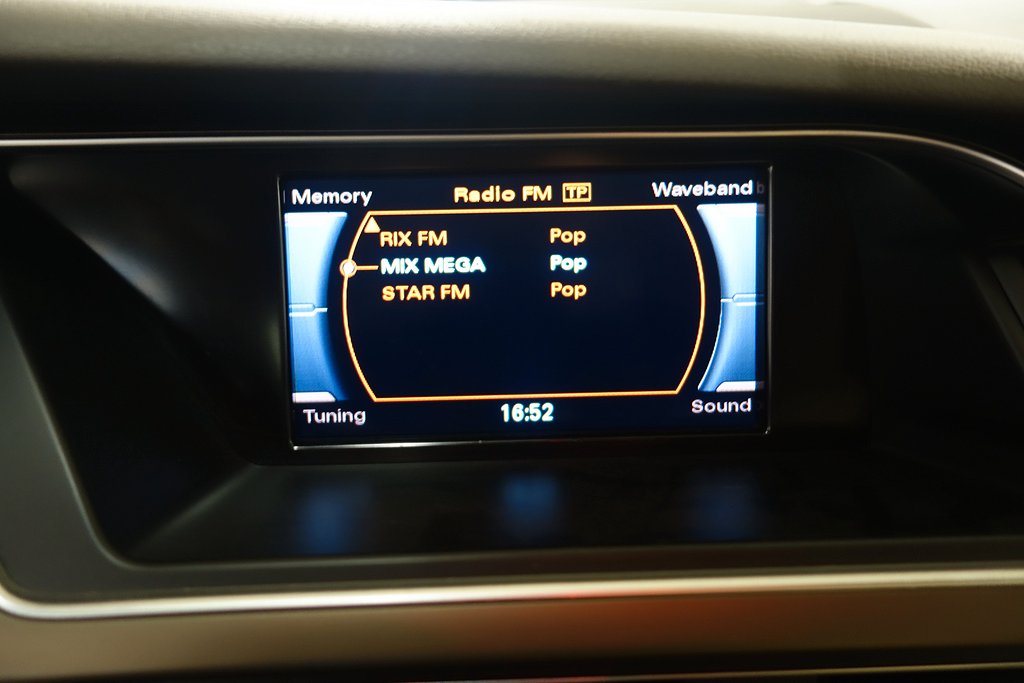 Memory Radio FM TP Waveband
RIX FM Pop
MIX MEGA Pop
STAR FM Pop
Tuning 16:52 Sound